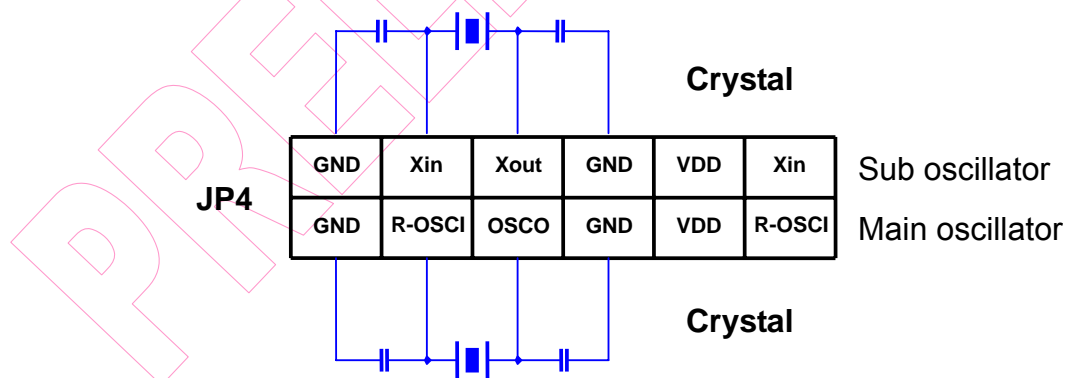 Crystal
GND Xin Xout GND VDD Xin Sub oscillator
JP4
GND R-OSCI OSCO GND VDD R-OSCI Main oscillator
Crystal